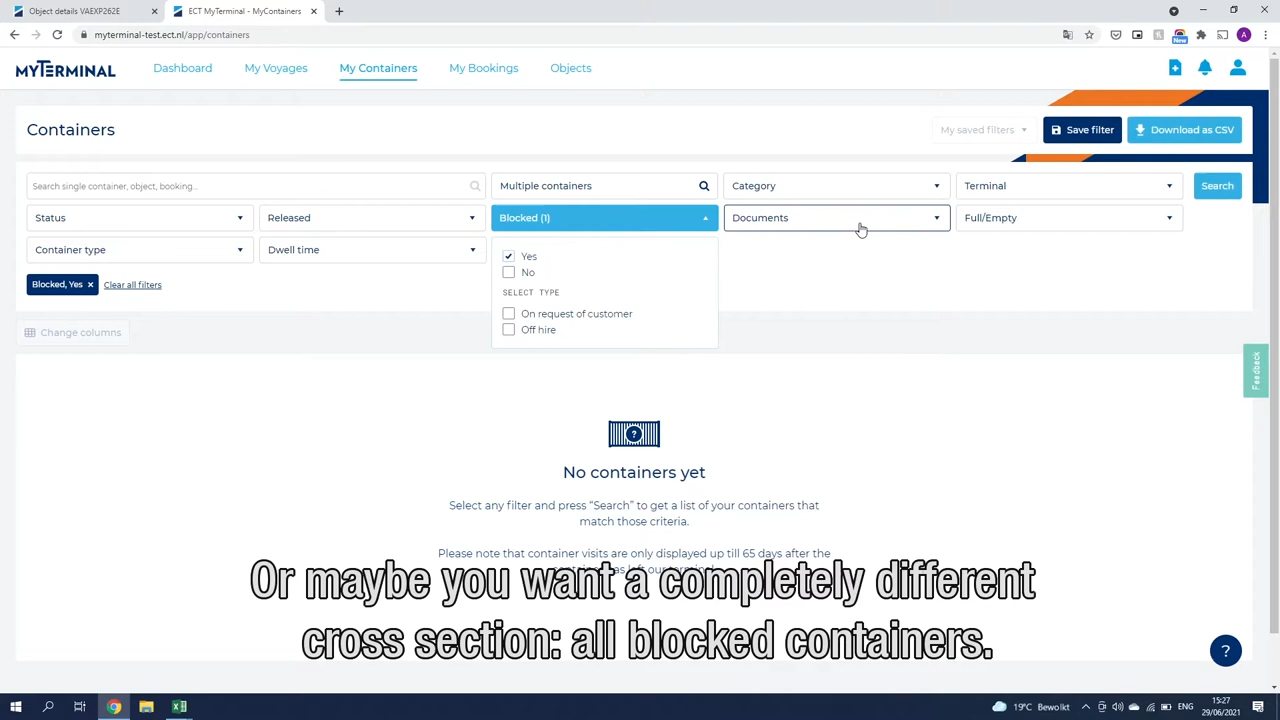 Object details VAEXP262E
ECT MyTerminal - MyContainers
myterminal-test.ect.nl/app/containers
New
A
MYTERMINAL
Dashboard
My Voyages
My Containers
My Bookings
Objects
Containers
My saved filters
Save filter
Download as CSV
Search single container, object, booking...
Multiple containers
Category
Terminal
Search
Status
Released
Blocked (1)
Documents
Full/Empty
Container type
Dwell time
Yes
No
SELECT TYPE
On request of customer
Off hire
Blocked, Yes
Clear all filters
Change columns
Feedback
?
No containers yet
Select any filter and press “Search” to get a list of your containers that
match those criteria.
Please note that container visits are only displayed up till 65 days after the
Or maybe you want a completely different
cross section: all blocked containers.
?
19°C Bewolkt
ENG
15:27
29/06/2021